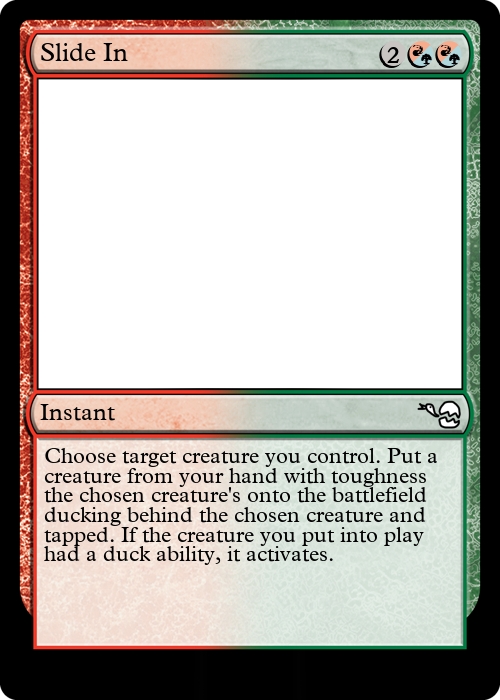 Slide In
2
Instant
Choose target creature you control. Put a
creature from your hand with toughness
the chosen creature's onto the battlefield
ducking behind the chosen creature and
tapped. If the creature you put into play
had a duck ability, it activates.